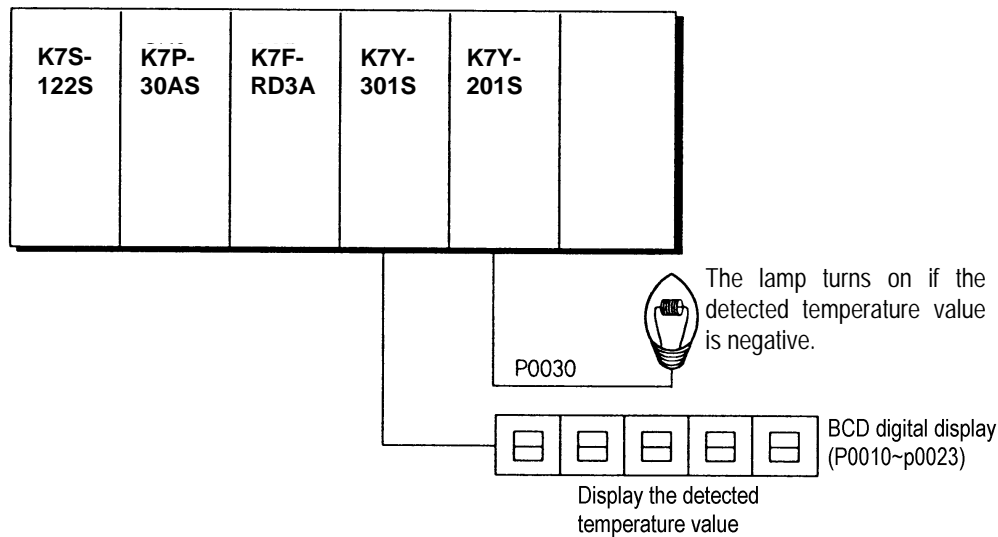 K7S-
122S
K7P-
30AS
K7F-
RD3A
K7Y-
301S
K7Y-
201S
The lamp turns on if the
detected temperature value
is negative.
P0030
BCD digital display
(P0010~p0023)
Display the detected
temperature value